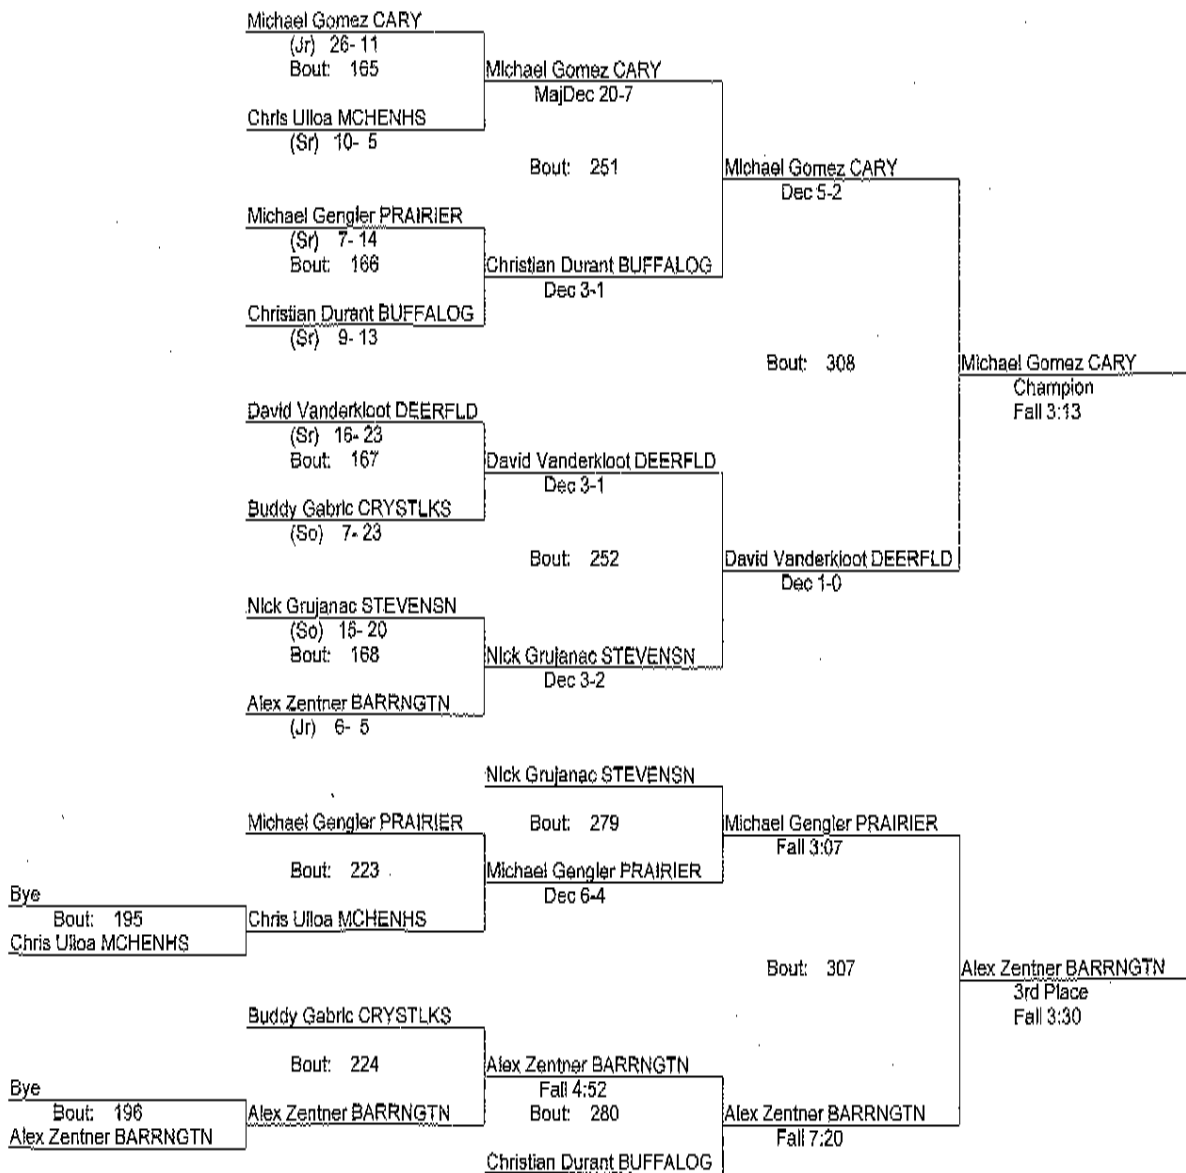 Michael Gomez CARY
(Jr) 26- 11
Bout: 165
Michael Gomez CARY
MajDec 20-7
Chris Ulloa MCHENHS
(Sr) 10- 5
Bout: 251
Michael Gomez CARY
Dec 5-2
Michael Gengler PRAIRIER
(Sr) 7- 14
Bout: 166
Christian Durant BUFFALOG
Dec 3-1
Christian Durant BUFFALOG
(Sr) 9- 13
Bout: 308
Michael Gomez CARY
Champion
Fall 3:13
David Vanderkloot DEERFLD
(Sr) 16- 23
Bout: 167
David Vanderkloot DEERFLD
Dec 3-1
Buddy Gabric CRYSTLKS
(So) 7- 23
Bout: 252
David Vanderkloot DEERFLD
Dec 1-0
Nick Grujanac STEVENSN
(So) 15- 20
Bout: 168
Nick Grujanac STEVENSN
Dec 3-2
Alex Zentner BARRNGTN
(Jr) 6- 5
Nick Grujanac STEVENSN
Michael Gengler PRAIRIER
Bout: 279
Michael Gengler PRAIRIER
Fall 3:07
Bout: 223
Michael Gengler PRAIRIER
Dec 6-4
Bye
Bout: 195
Chris Ulloa MCHENHS
Chris Ulloa MCHENHS
Bout: 307
Alex Zentner BARRNGTN
3rd Place
Fall 3:30
Buddy Gabric CRYSTLKS
Bout: 224
Alex Zentner BARRNGTN
Fall 4:52
Bye
Bout: 196
Alex Zentner BARRNGTN
Alex Zentner BARRNGTN
Bout: 280
Alex Zentner BARRNGTN
Fall 7:20
Christian Durant BUFFALOG